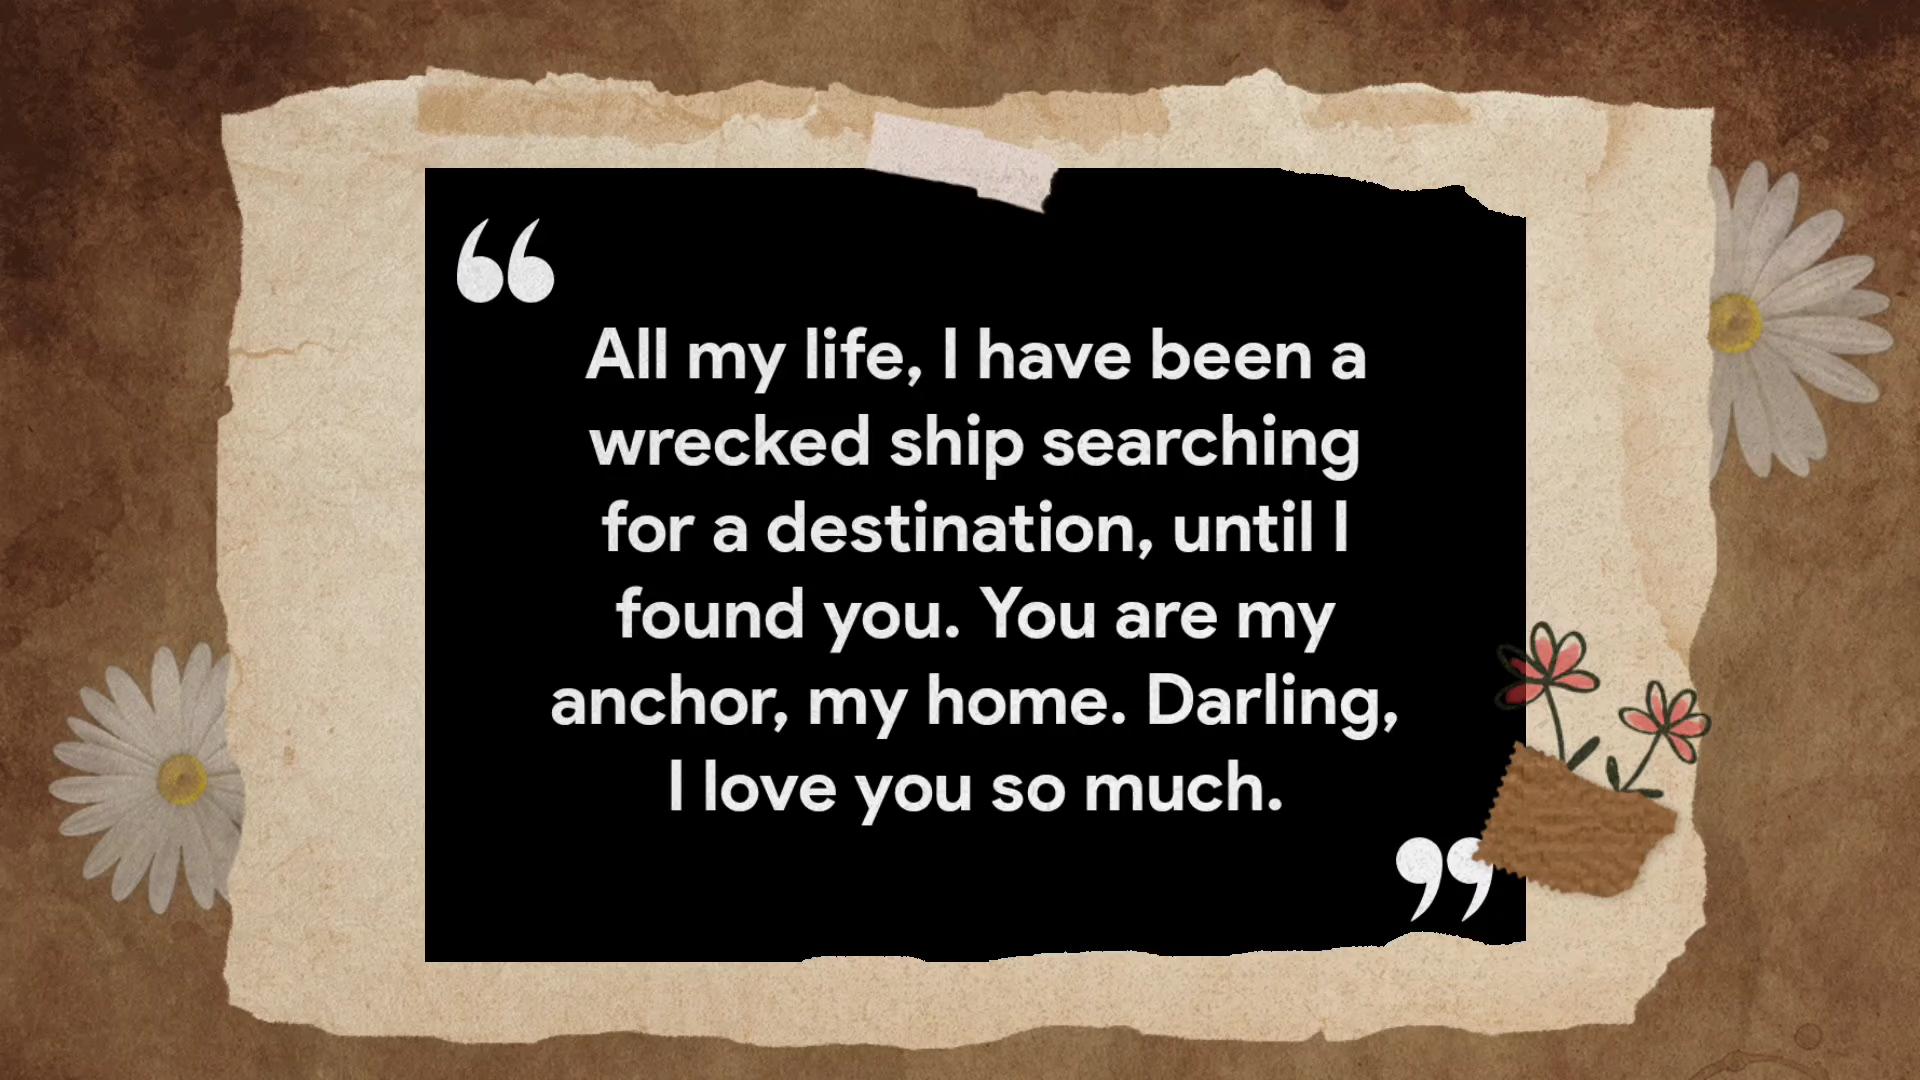 “
All my life, I have been a
wrecked ship searching
for a destination, until I
found you. You are my
anchor, my home. Darling,
I love you so much.
”